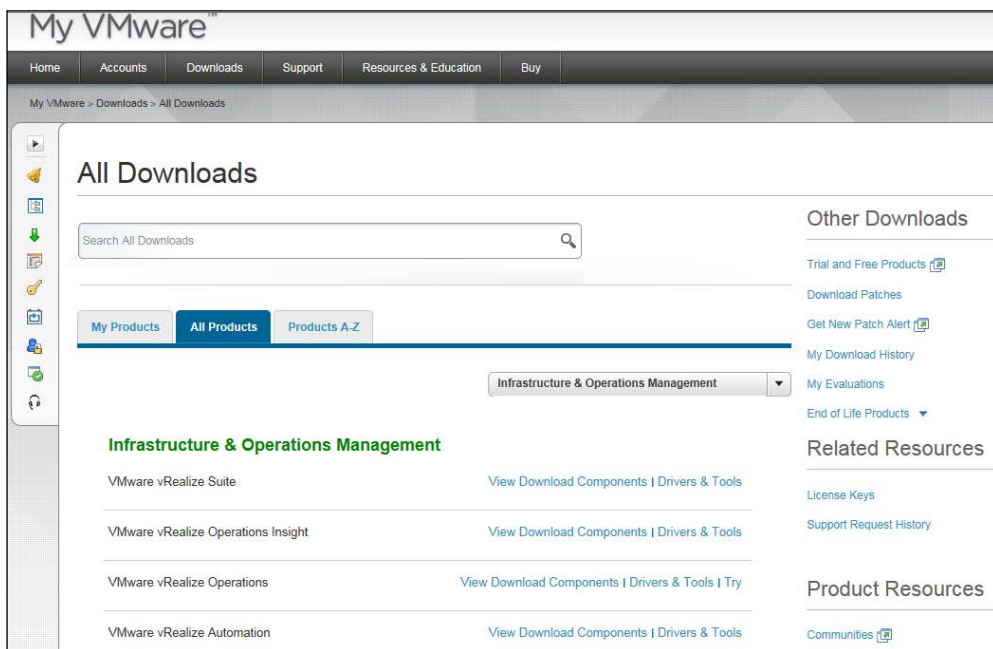 My VMware™
Home Accounts Downloads Support Resources & Education Buy
My VMware > Downloads > All Downloads
All Downloads
Search All Downloads
My Products All Products Products A-Z
Infrastructure & Operations Management
Infrastructure & Operations Management
VMware vRealize Suite View Download Components | Drivers & Tools
VMware vRealize Operations Insight View Download Components | Drivers & Tools
VMware vRealize Operations View Download Components | Drivers & Tools | Try
VMware vRealize Automation View Download Components | Drivers & Tools
Other Downloads
Trial and Free Products
Download Patches
Get New Patch Alert
My Download History
My Evaluations
End of Life Products
Related Resources
License Keys
Support Request History
Product Resources
Communities